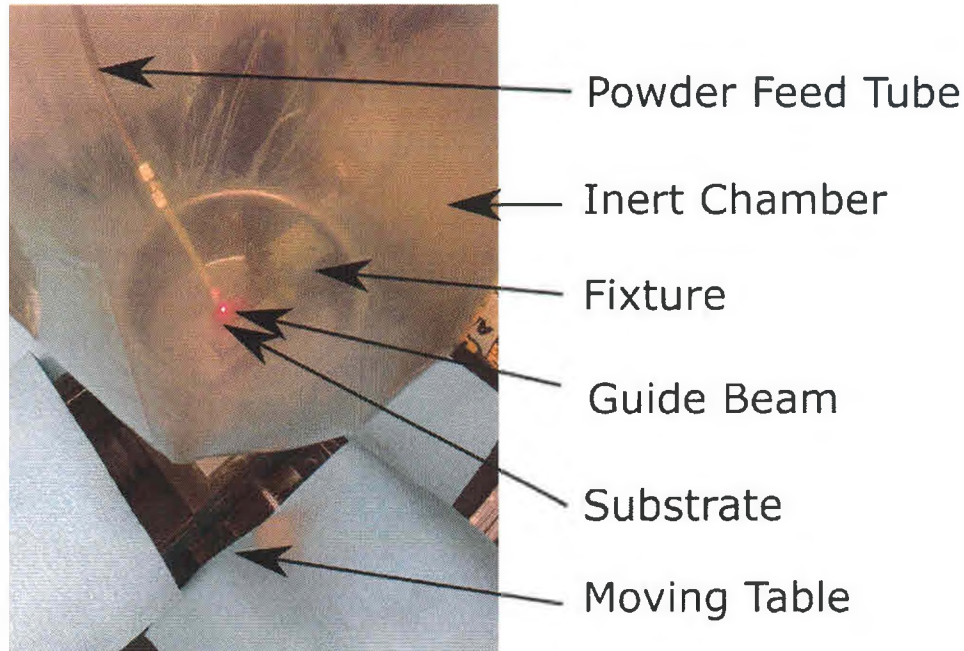 Powder Feed Tube
Inert Chamber
Fixture
Guide Beam
Substrate
Moving Table